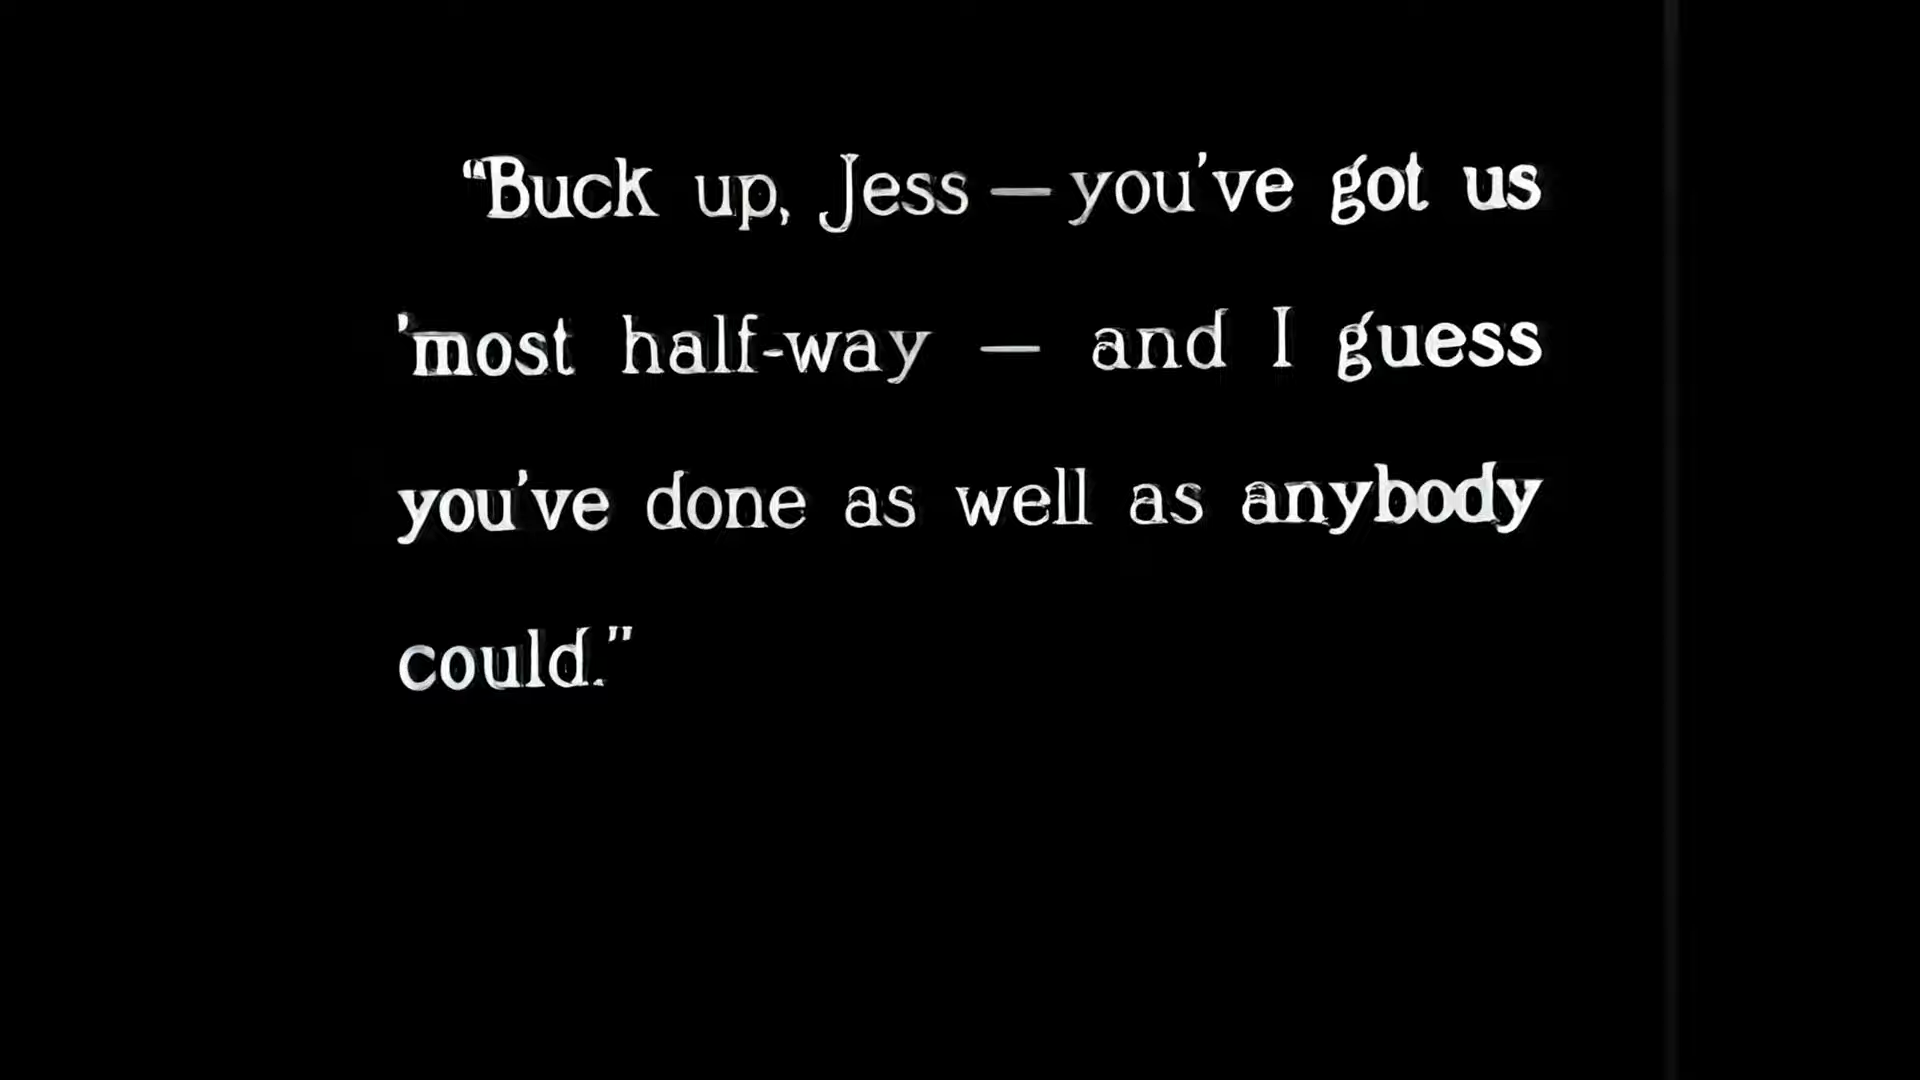 “Buck up, Jess — you've got us
'most half-way — and I guess
you've done as well as anybody
could."